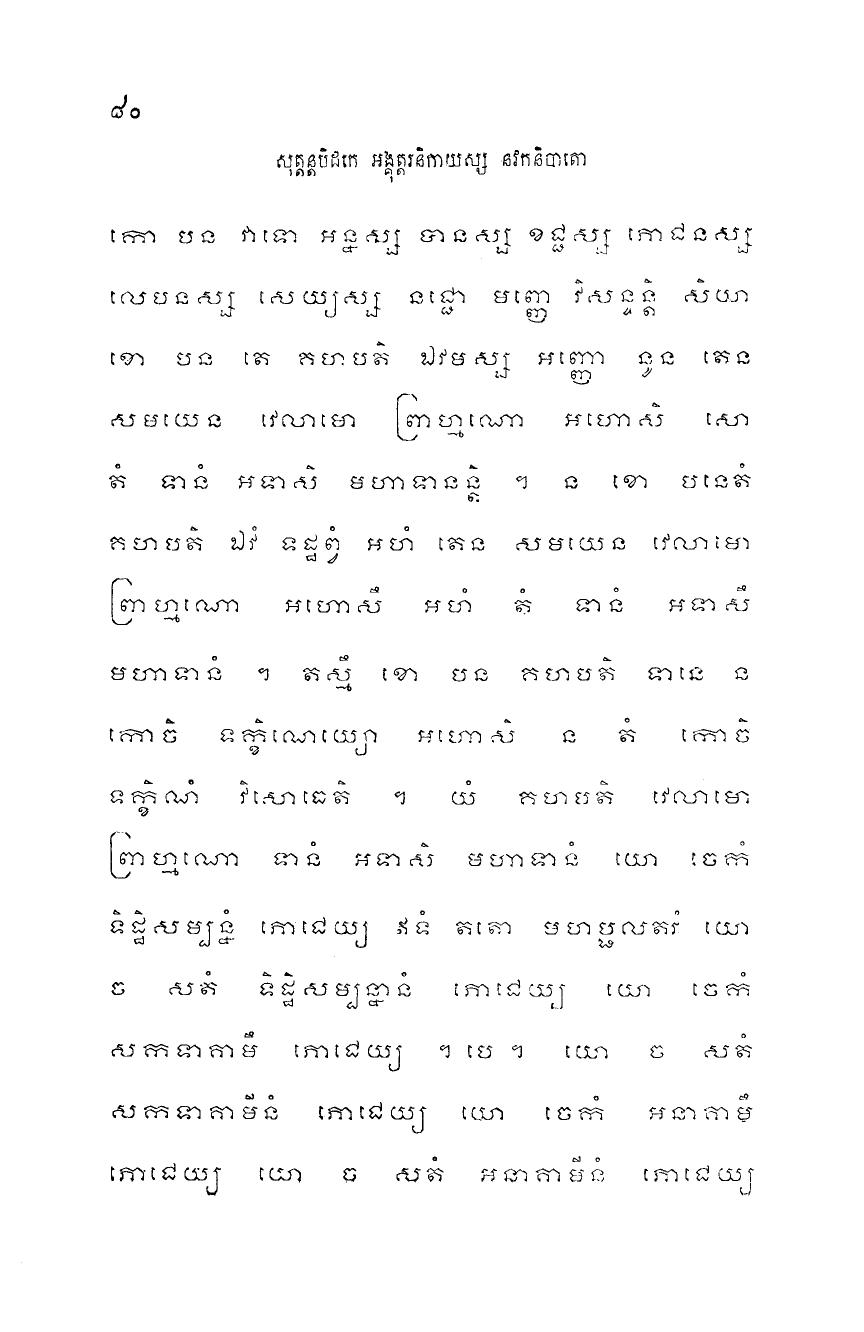 ៨០
សុត្តន្តបិដកេ អង្គុត្តរនិកាយស្ស នវកនិបាតោ
កោ បន វាទោ អន្នស្ស បានស្ស ខជ្ជស្ស ភោជនស្ស
លេបនស្ស សេយ្យស្ស នជ្ជោ មញ្ញេ វិសន្ទន្តិ សិយា
ខោ បន តេ គហបតិ ឯវមស្ស អញ្ញោ នូន តេន
សមយេន វេលាមោ ព្រាហ្មណោ អហោសិ សោ
តំ ទានំ អទាសិ មហាទានន្តិ ។ ន ខោ បនេតំ
គហបតិ ឯវំ ទដ្ឋព្វំ អហំ តេន សមយេន វេលាមោ
ព្រាហ្មណោ អហោសឹ អហំ តំ ទានំ អទាសឹ
មហាទានំ ។ តស្មឹ ខោ បន គហបតិ ទានេ ន
កោចិ ទក្ខិណេយ្យោ អហោសិ ន តំ កោចិ
ទក្ខិណំ វិសោធេតិ ។ យំ គហបតិ វេលាមោ
ព្រាហ្មណោ ទានំ អទាសិ មហាទានំ យោ ចេកំ
ទិដ្ឋិសម្បន្នំ ភោជេយ្យ ឥទំ តតោ មហប្ផលតរំ យោ
ច សតំ ទិដ្ឋិសម្បន្នានំ ភោជេយ្យ យោ ចេកំ
សកទាគាមឹ ភោជេយ្យ ។ បេ ។ យោ ច សតំ
សកទាគាមីនំ ភោជេយ្យ យោ ចេកំ អនាគាមឹ
ភោជេយ្យ យោ ច សតំ អនាគាមីនំ ភោជេយ្យ